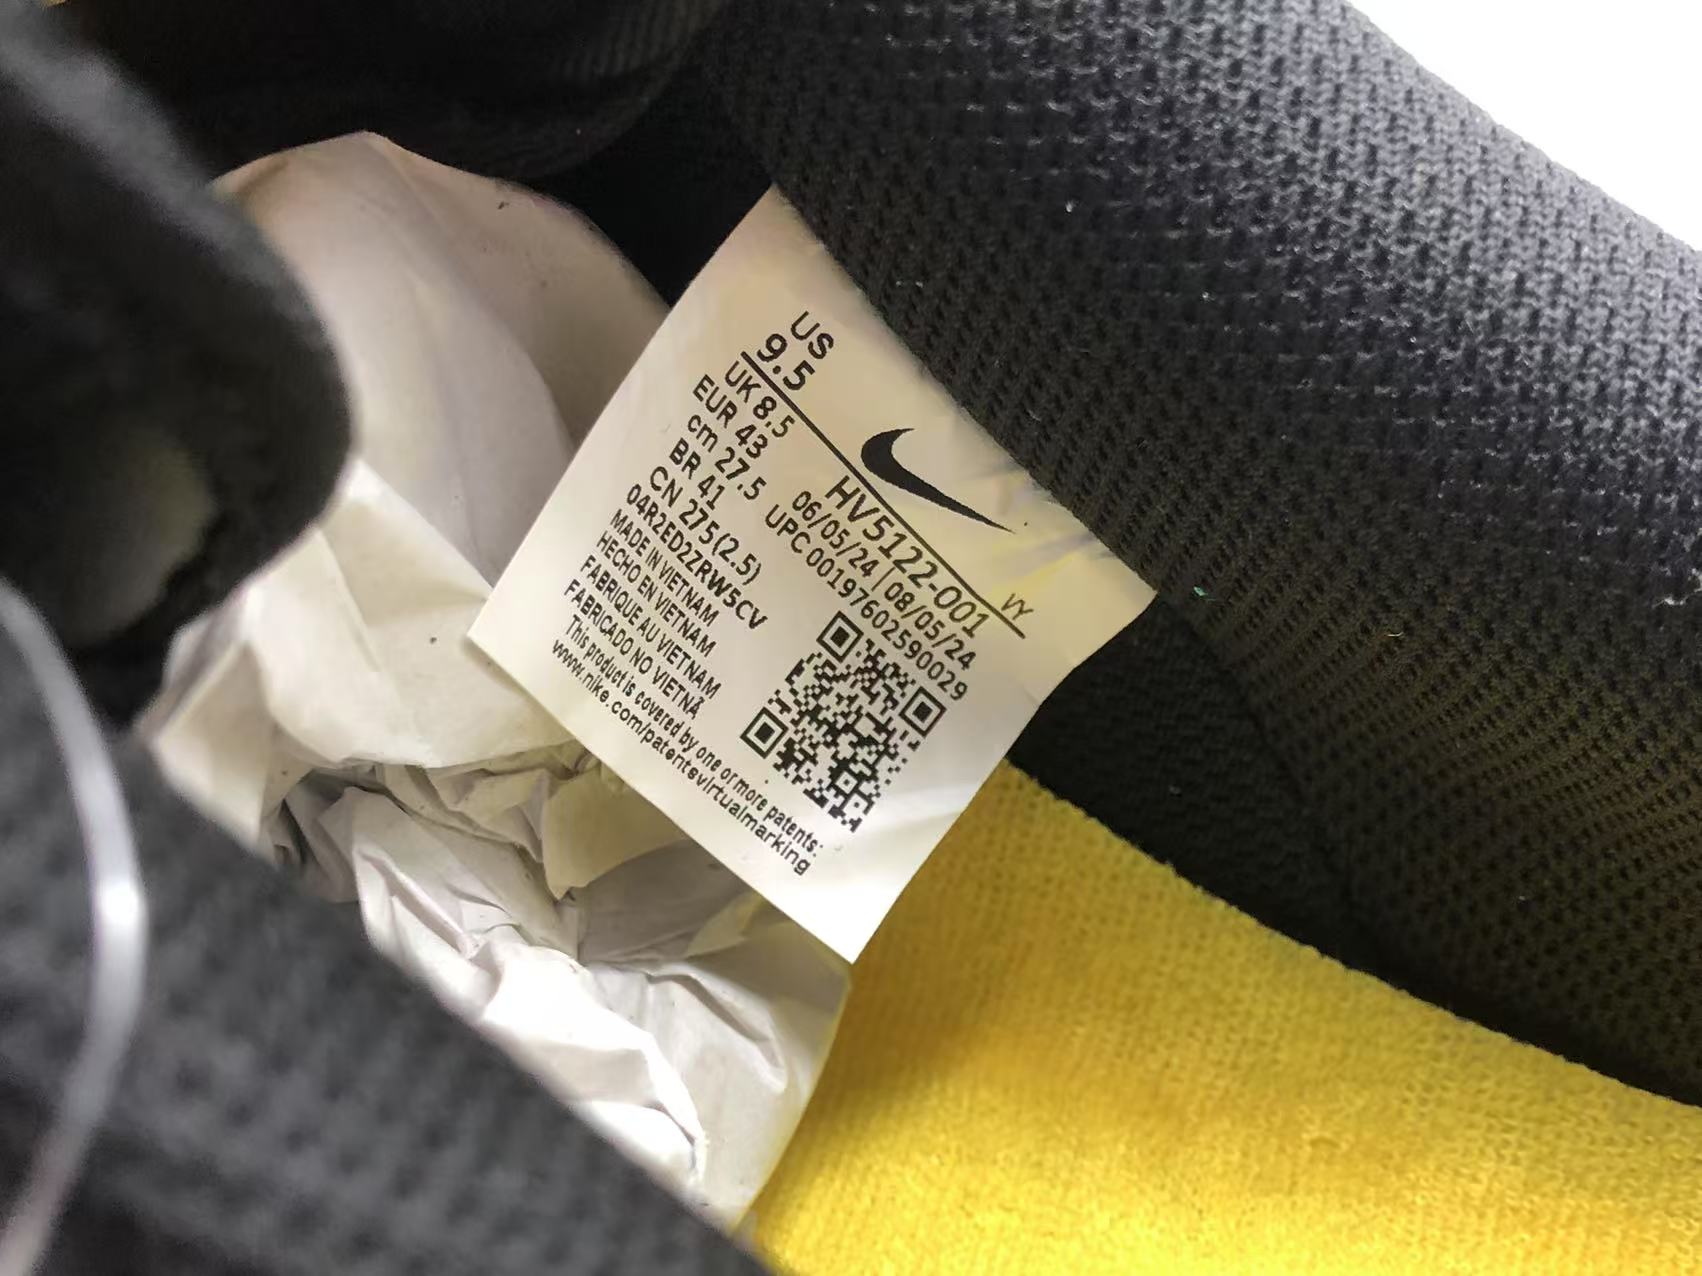 US
9.5
UK 8.5
EUR 43
cm 27.5
BR 41
CN 275(2.5)
04R2ED2ZRW5CV
MADE IN VIETNAM
HECHO EN VIETNAM
FABRIQUE AU VIETNAM
FABRICADO NO VIETNÃ
This product is covered by one or more patents:
www.nike.com/patentsvirtualmarking
VY
HV5122-001
06/05/24 | 08/05/24
UPC 00197602590029